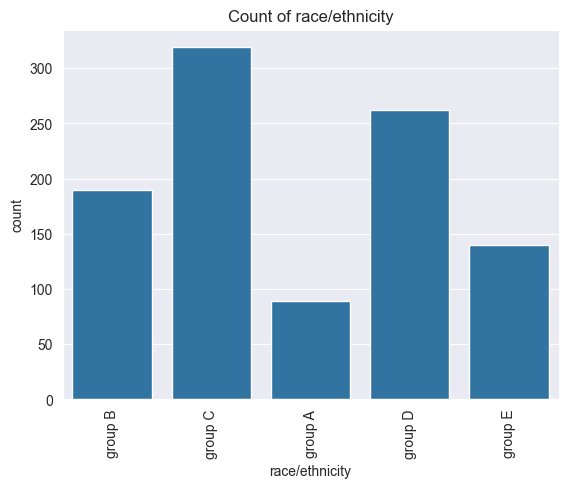 Count of race/ethnicity
count
300
250
200
150
100
50
0
group B
group C
group A
group D
group E
race/ethnicity